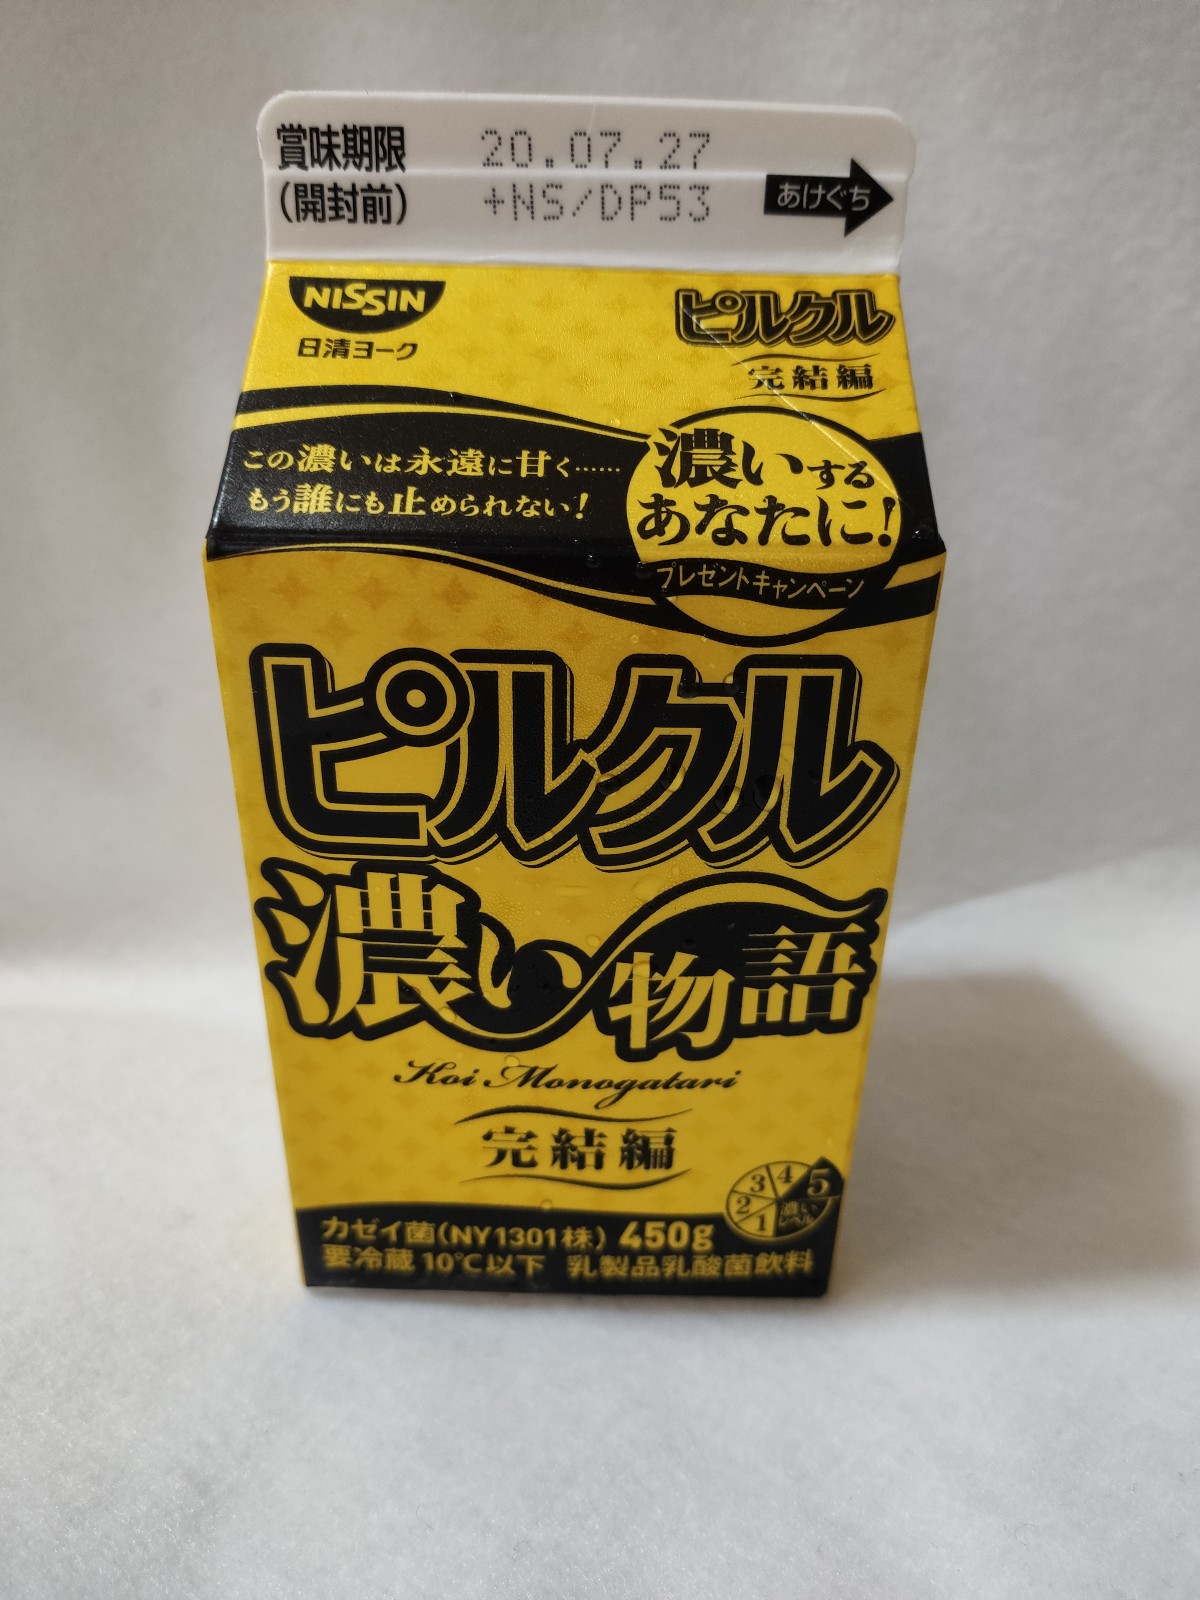 賞味期限 20.07.27
(開封前) +NS/DP53
あけぐち
NISSIN
日清ヨーク
ピルクル
完結編
この濃いは永遠に甘く……
もう誰にも止められない!
濃いする
あなたに!
プレゼントキャンペーン
ピルクル
濃い物語
Koi Monogatari
完結編
1 2 3 4 5
濃い
レベル
カゼイ菌(NY1301株) 450g
要冷蔵 10℃以下 乳製品乳酸菌飲料